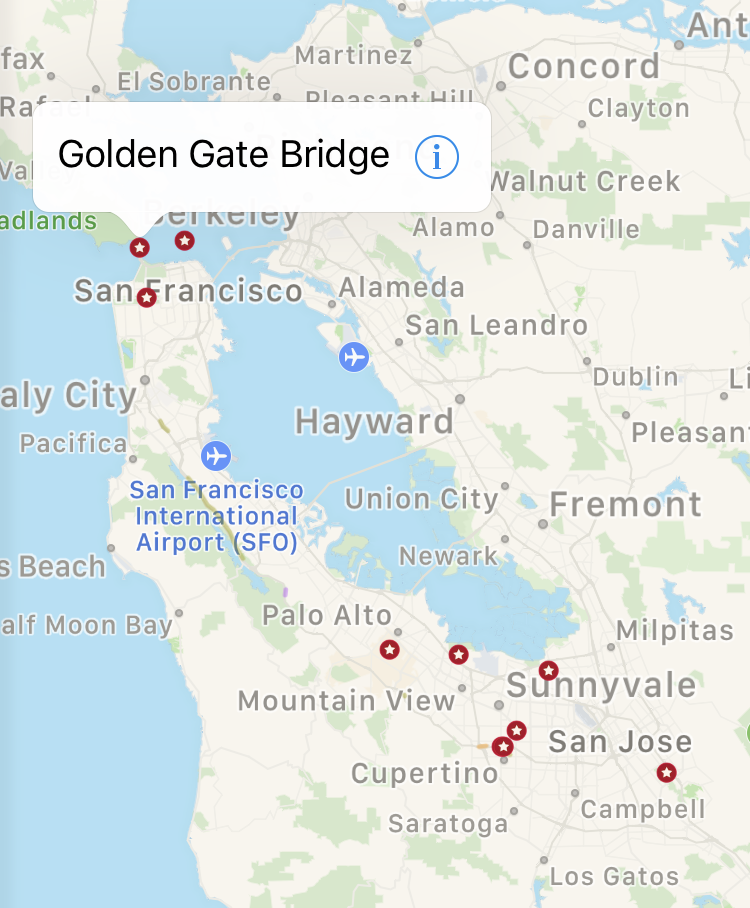 Martinez
Ant
fax
Concord
El Sobrante
Pleasant Hill
Rafael
Clayton
Golden Gate Bridge
Valley
Walnut Creek
adlands
Berkeley
Alamo
Danville
San Francisco
Alameda
San Leandro
Dublin
Li
aly City
Hayward
Pleasant
Pacifica
San Francisco
International
Airport (SFO)
Union City
Fremont
Newark
s Beach
Palo Alto
alf Moon Bay
Milpitas
Sunnyvale
Mountain View
San Jose
Cupertino
Campbell
Saratoga
Los Gatos